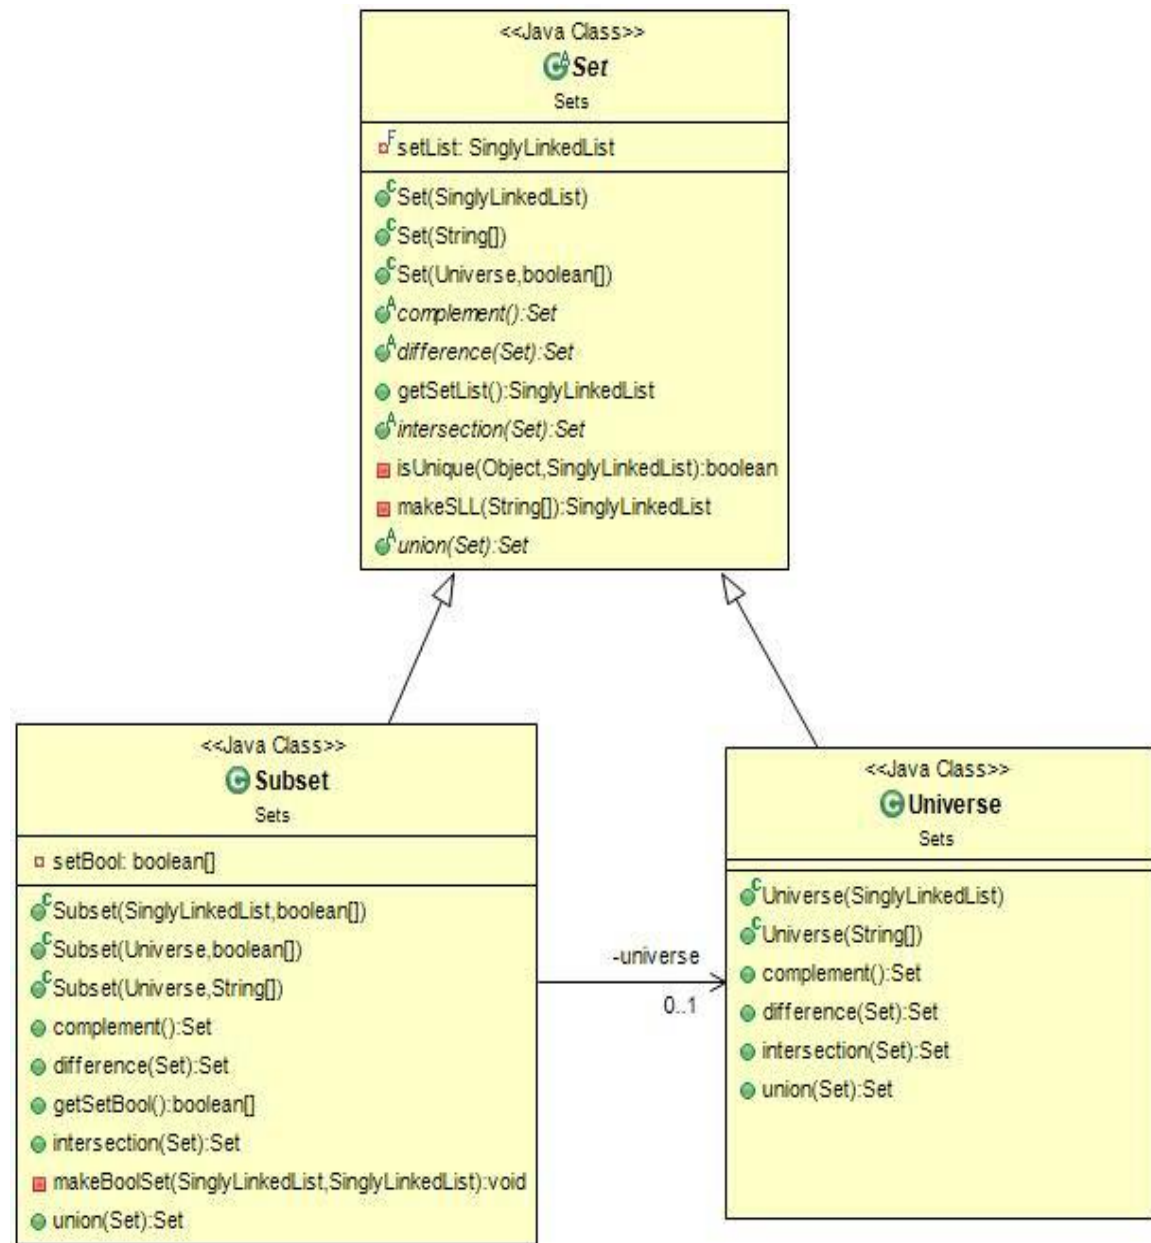 <<Java Class>>
Set
Sets
setList: SinglyLinkedList
Set(SinglyLinkedList)
Set(String[])
Set(Universe,boolean[])
complement():Set
difference(Set):Set
getSetList():SinglyLinkedList
intersection(Set):Set
isUnique(Object,SinglyLinkedList):boolean
makeSLL(String[]):SinglyLinkedList
union(Set):Set
<<Java Class>>
Subset
Sets
setBool: boolean[]
Subset(SinglyLinkedList,boolean[])
Subset(Universe,boolean[])
Subset(Universe,String[])
complement():Set
difference(Set):Set
getSetBool():boolean[]
intersection(Set):Set
makeBoolSet(SinglyLinkedList,SinglyLinkedList):void
union(Set):Set
-universe
0..1
<<Java Class>>
Universe
Sets
Universe(SinglyLinkedList)
Universe(String[])
complement():Set
difference(Set):Set
intersection(Set):Set
union(Set):Set